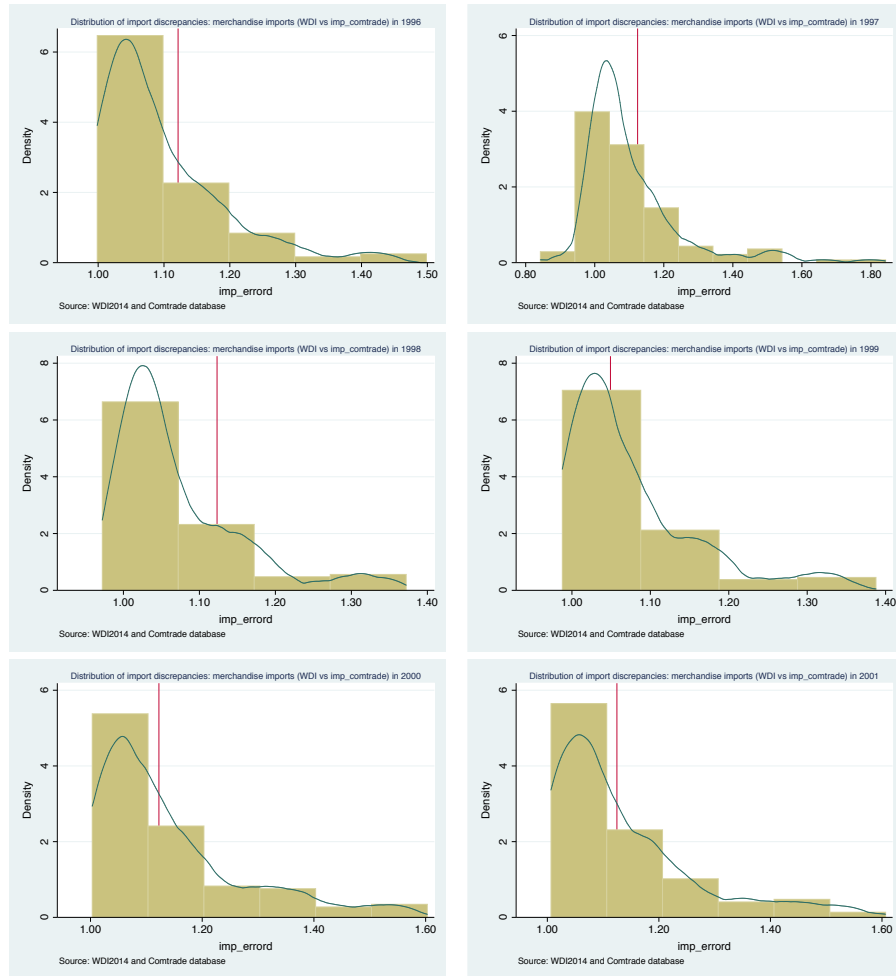 Distribution of import discrepancies: merchandise imports (WDI vs imp_comtrade) in 1996
Density
0 2 4 6
1.00 1.10 1.20 1.30 1.40 1.50
imp_errord
Source: WDI2014 and Comtrade database
Distribution of import discrepancies: merchandise imports (WDI vs imp_comtrade) in 1997
Density
0 2 4 6
0.80 1.00 1.20 1.40 1.60 1.80
imp_errord
Source: WDI2014 and Comtrade database
Distribution of import discrepancies: merchandise imports (WDI vs imp_comtrade) in 1998
Density
0 2 4 6 8
1.00 1.10 1.20 1.30 1.40
imp_errord
Source: WDI2014 and Comtrade database
Distribution of import discrepancies: merchandise imports (WDI vs imp_comtrade) in 1999
Density
0 2 4 6 8
1.00 1.10 1.20 1.30 1.40
imp_errord
Source: WDI2014 and Comtrade database
Distribution of import discrepancies: merchandise imports (WDI vs imp_comtrade) in 2000
Density
0 2 4 6
1.00 1.20 1.40 1.60
imp_errord
Source: WDI2014 and Comtrade database
Distribution of import discrepancies: merchandise imports (WDI vs imp_comtrade) in 2001
Density
0 2 4 6
1.00 1.20 1.40 1.60
imp_errord
Source: WDI2014 and Comtrade database